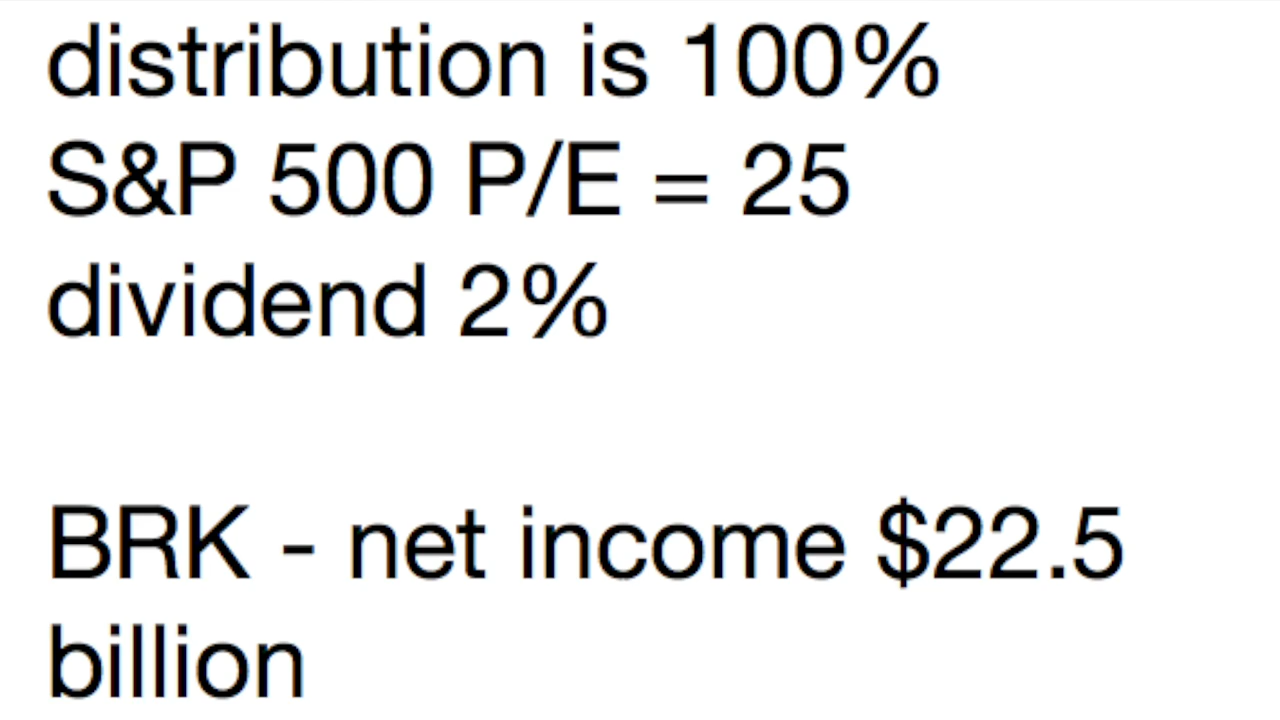 distribution is 100%
S&P 500 P/E = 25
dividend 2%
BRK - net income $22.5
billion